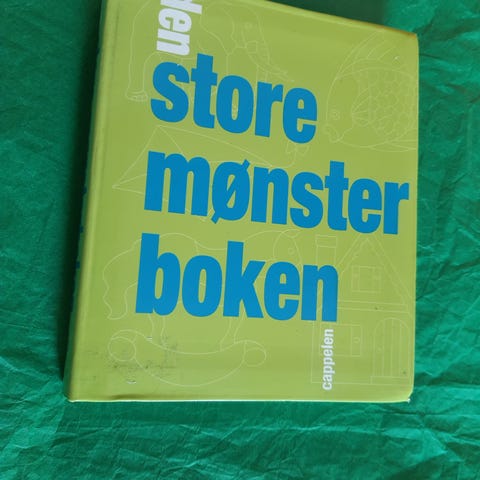 den
store
mønster
boken
cappelen